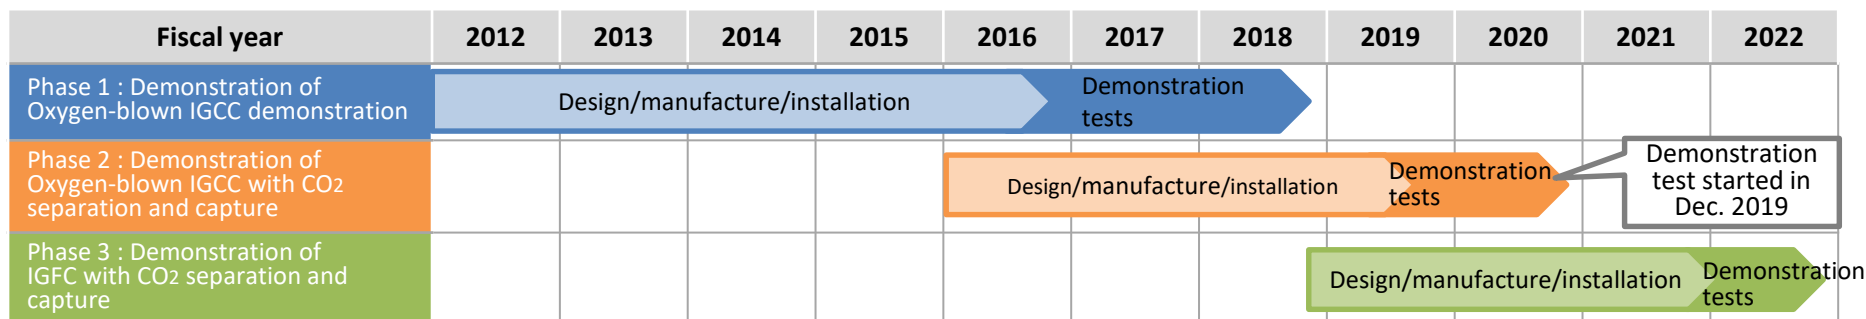 Fiscal year 2012 2013 2014 2015 2016 2017 2018 2019 2020 2021 2022
Phase 1 : Demonstration of
Oxygen-blown IGCC demonstration
Design/manufacture/installation
Demonstration
tests
Phase 2 : Demonstration of
Oxygen-blown IGCC with CO2
separation and capture
Design/manufacture/installation
Demonstration
tests
Demonstration
test started in
Dec. 2019
Phase 3 : Demonstration of
IGFC with CO2 separation and
capture
Design/manufacture/installation
Demonstration
tests